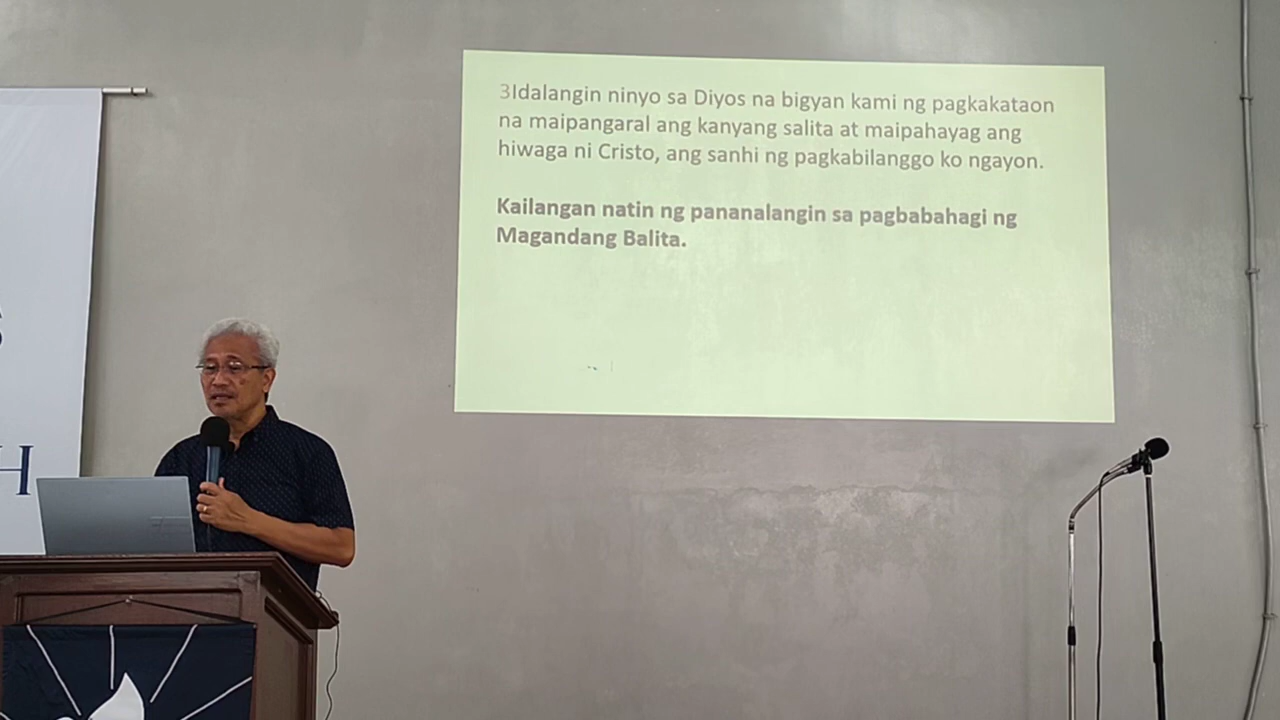 3Idalangin ninyo sa Diyos na bigyan kami ng pagkakataon
na maipangaral ang kanyang salita at maipahayag ang
hiwaga ni Cristo, ang sanhi ng pagkabilanggo ko ngayon.
Kailangan natin ng pananalangin sa pagbabahagi ng
Magandang Balita.
H